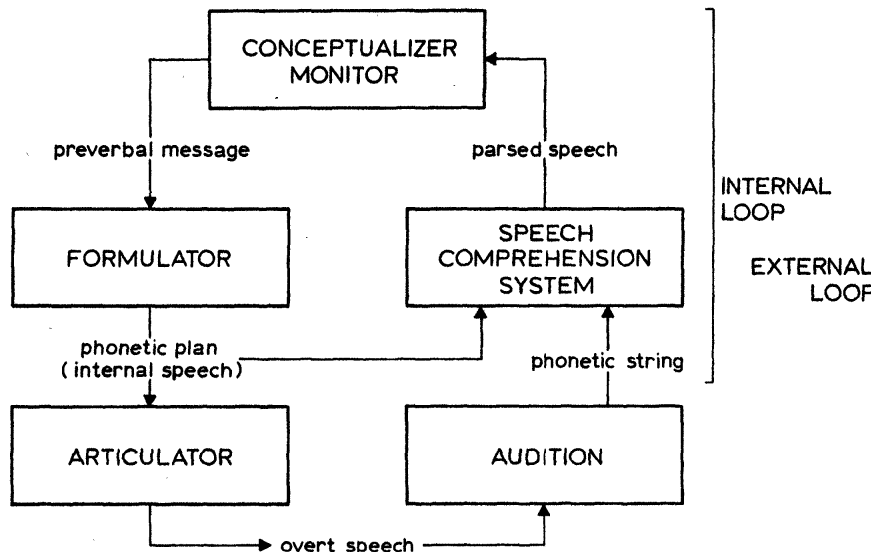 CONCEPTUALIZER
MONITOR
preverbal message
parsed speech
INTERNAL
LOOP
FORMULATOR
SPEECH
COMPREHENSION
SYSTEM
EXTERNAL
LOOP
phonetic plan
(internal speech)
phonetic string
ARTICULATOR
AUDITION
overt speech